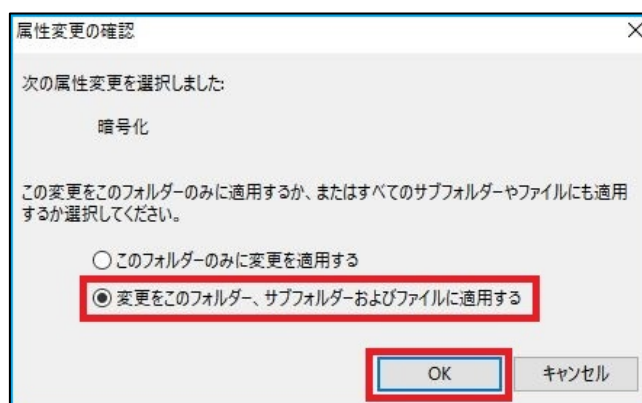 属性変更の確認
次の属性変更を選択しました:
暗号化
この変更をこのフォルダーのみに適用するか、またはすべてのサブフォルダーやファイルにも適用
するか選択してください。
このフォルダーのみに変更を適用する
変更をこのフォルダー、サブフォルダーおよびファイルに適用する
OK キャンセル